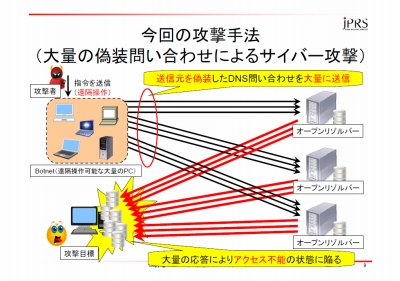 JPRS
今回の攻撃手法
(大量の偽装問い合わせによるサイバー攻撃)
送信元を偽装したDNS問い合わせを大量に送信
攻撃者
指令を送信
(遠隔操作)
オープンリゾルバー
オープンリゾルバー
Botnet(遠隔操作可能な大量のPC)
オープンリゾルバー
攻撃目標
大量の応答によりアクセス不能の状態に陥る